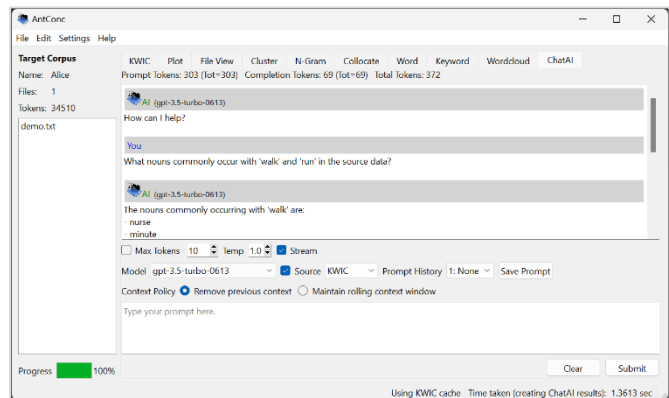 AntConc
File Edit Settings Help
Target Corpus
Name: Alice
Files: 1
Tokens: 34510
demo.txt
Progress 100%
KWIC Plot File View Cluster N-Gram Collocate Word Keyword Wordcloud ChatAI
Prompt Tokens: 303 (Tot=303) Completion Tokens: 69 (Tot=69) Total Tokens: 372
AI (gpt-3.5-turbo-0613)
How can I help?
You
What nouns commonly occur with 'walk' and 'run' in the source data?
AI (gpt-3.5-turbo-0613)
The nouns commonly occurring with 'walk' are:
- nurse
- minute
Max Tokens 10 Temp 1.0 Stream
Model gpt-3.5-turbo-0613 Source KWIC Prompt History 1: None Save Prompt
Context Policy Remove previous context Maintain rolling context window
Type your prompt here.
Clear Submit
Using KWIC cache Time taken (creating ChatAI results): 1.3613 sec